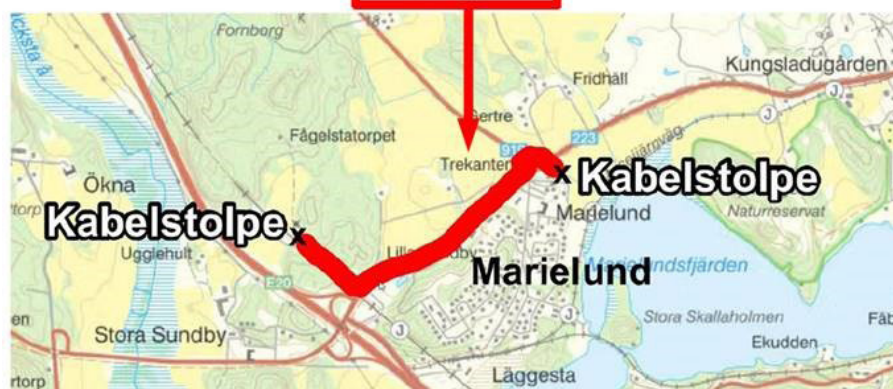 Fornborg
Kungsladugården
Fridhäll
Fågelstatorpet
223
Trekanten
Kabelstolpe
Ökna
Marielund
Naturreservat
Kabelstolpe
Ugglehult
Marielund
Marielundsfjärden
E20
Stora Sundby
Stora Skallaholmen
Ekudden
Läggesta
J
J
J
J